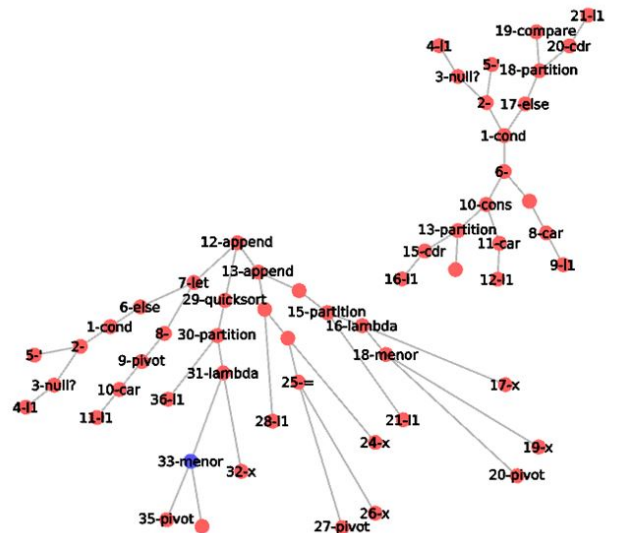 21-l1
19-compare
4-l1
20-cdr
5-'
18-partition
3-null?
2-
17-else
1-cond
6-
10-cons
13-partition
8-car
11-car
15-cdr
9-l1
16-l1
12-l1
12-append
13-append
7-let
29-quicksort
6-else
15-partition
1-cond
16-lambda
8-
30-partition
2-
5-'
18-menor
9-pivot
31-lambda
25-=
3-null?
17-x
10-car
36-l1
4-l1
11-l1
28-l1
21-l1
24-x
19-x
33-menor
32-x
20-pivot
35-pivot
26-x
27-pivot